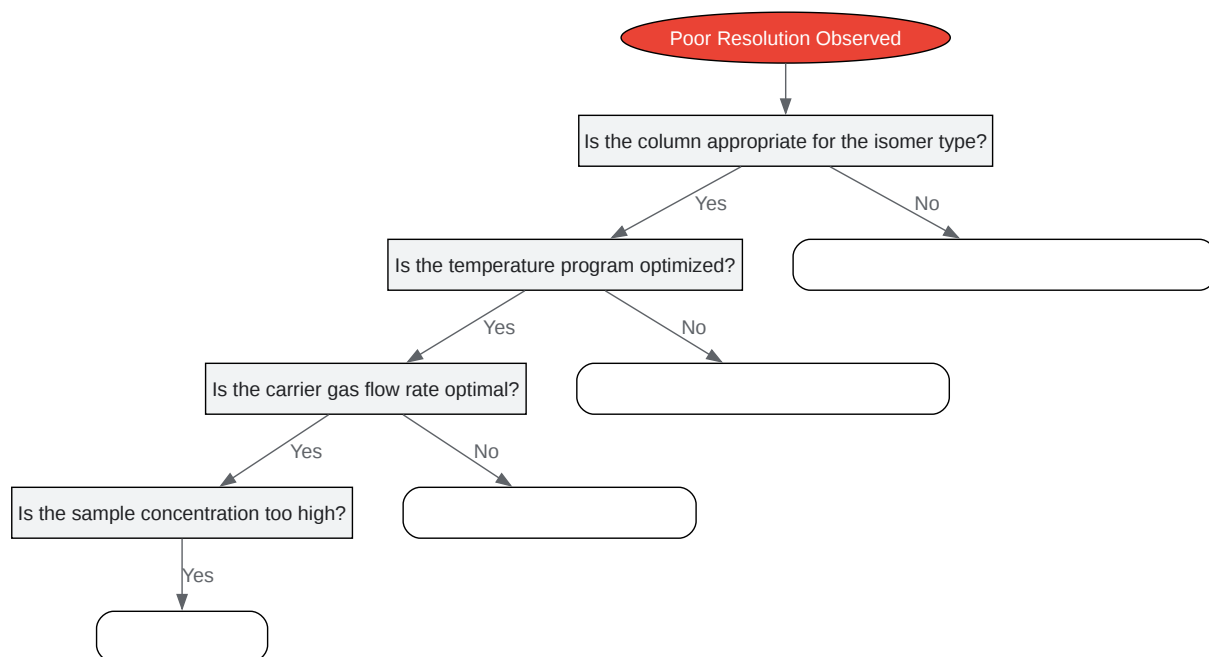 Poor Resolution Observed
Is the column appropriate for the isomer type?
Yes
No
Is the temperature program optimized?
Yes
No
Is the carrier gas flow rate optimal?
Yes
No
Is the sample concentration too high?
Yes